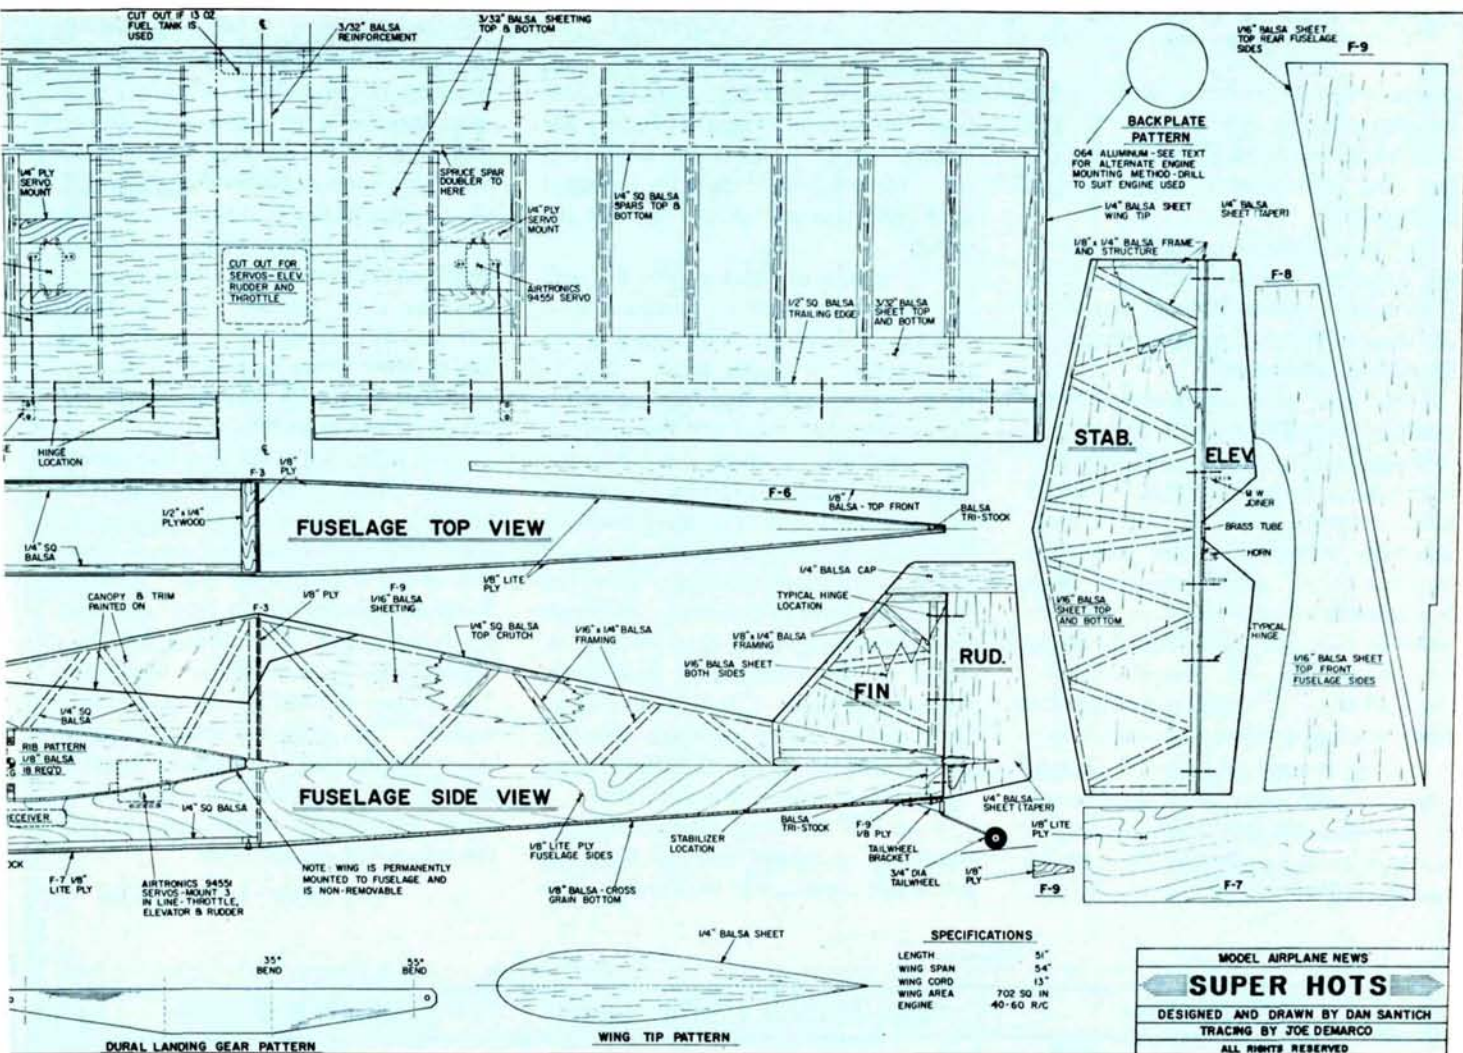 CUT OUT IF 13 OZ
FUEL TANK IS
USED
℄
3/32" BALSA
REINFORCEMENT
3/32" BALSA SHEETING
TOP & BOTTOM
1/16" BALSA SHEET
TOP REAR FUSELAGE
SIDES
F-9
BACKPLATE
PATTERN
.064 ALUMINUM-SEE TEXT
FOR ALTERNATE ENGINE
MOUNTING METHOD-DRILL
TO SUIT ENGINE USED
1/4" PLY
SERVO
MOUNT
SPRUCE SPAR
DOUBLER TO
HERE
1/4" PLY
SERVO
MOUNT
1/4" SQ BALSA
SPARS TOP &
BOTTOM
1/4" BALSA SHEET
WING TIP
1/4" BALSA
SHEET (TAPER)
1/8" x 1/4" BALSA FRAME
AND STRUCTURE
F-8
CUT OUT FOR
SERVOS-ELEV.
RUDDER AND
THROTTLE
AIRTRONICS
94551 SERVO
1/2" SQ BALSA
TRAILING EDGE
3/32" BALSA
SHEET TOP
AND BOTTOM
STAB.
ELEV.
HINGE
LOCATION
℄
F-3
1/8"
PLY
F-6
1/8"
BALSA-TOP FRONT
BALSA
TRI-STOCK
M.W.
JOINER
BRASS TUBE
HORN
1/2" x 1/4"
PLYWOOD
FUSELAGE TOP VIEW
1/4" SQ
BALSA
1/8" LITE
PLY
1/4" BALSA CAP
CANOPY & TRIM
PAINTED ON
F-3
1/8" PLY
F-9
1/16" BALSA
SHEETING
1/4" SQ BALSA
TOP CRUTCH
1/16" x 1/4" BALSA
FRAMING
TYPICAL HINGE
LOCATION
1/8" x 1/4" BALSA
FRAMING
1/16" BALSA SHEET
BOTH SIDES
RUD.
FIN
1/16" BALSA
SHEET TOP
AND BOTTOM
TYPICAL
HINGE
1/16" BALSA SHEET
TOP FRONT
FUSELAGE SIDES
1/4" SQ
BALSA
RIB PATTERN
1/8" BALSA
18 REQ'D
RECEIVER
FUSELAGE SIDE VIEW
1/4" SQ BALSA
F-7 1/8"
LITE PLY
AIRTRONICS 94551
SERVOS-MOUNT 3
IN LINE-THROTTLE,
ELEVATOR & RUDDER
NOTE: WING IS PERMANENTLY
MOUNTED TO FUSELAGE AND
IS NON-REMOVABLE
1/8" LITE PLY
FUSELAGE SIDES
1/8" BALSA-CROSS
GRAIN BOTTOM
STABILIZER
LOCATION
BALSA
TRI-STOCK
F-9
1/8 PLY
TAILWHEEL
BRACKET
3/4" DIA
TAILWHEEL
1/4" BALSA
SHEET (TAPER)
1/8"
PLY
F-9
1/8" LITE
PLY
F-7
35°
BEND
55°
BEND
DURAL LANDING GEAR PATTERN
1/4" BALSA SHEET
WING TIP PATTERN
SPECIFICATIONS
LENGTH 51"
WING SPAN 54"
WING CORD 13"
WING AREA 702 SQ IN
ENGINE 40-60 R/C
MODEL AIRPLANE NEWS
SUPER HOTS
DESIGNED AND DRAWN BY DAN SANTICH
TRACING BY JOE DEMARCO
ALL RIGHTS RESERVED